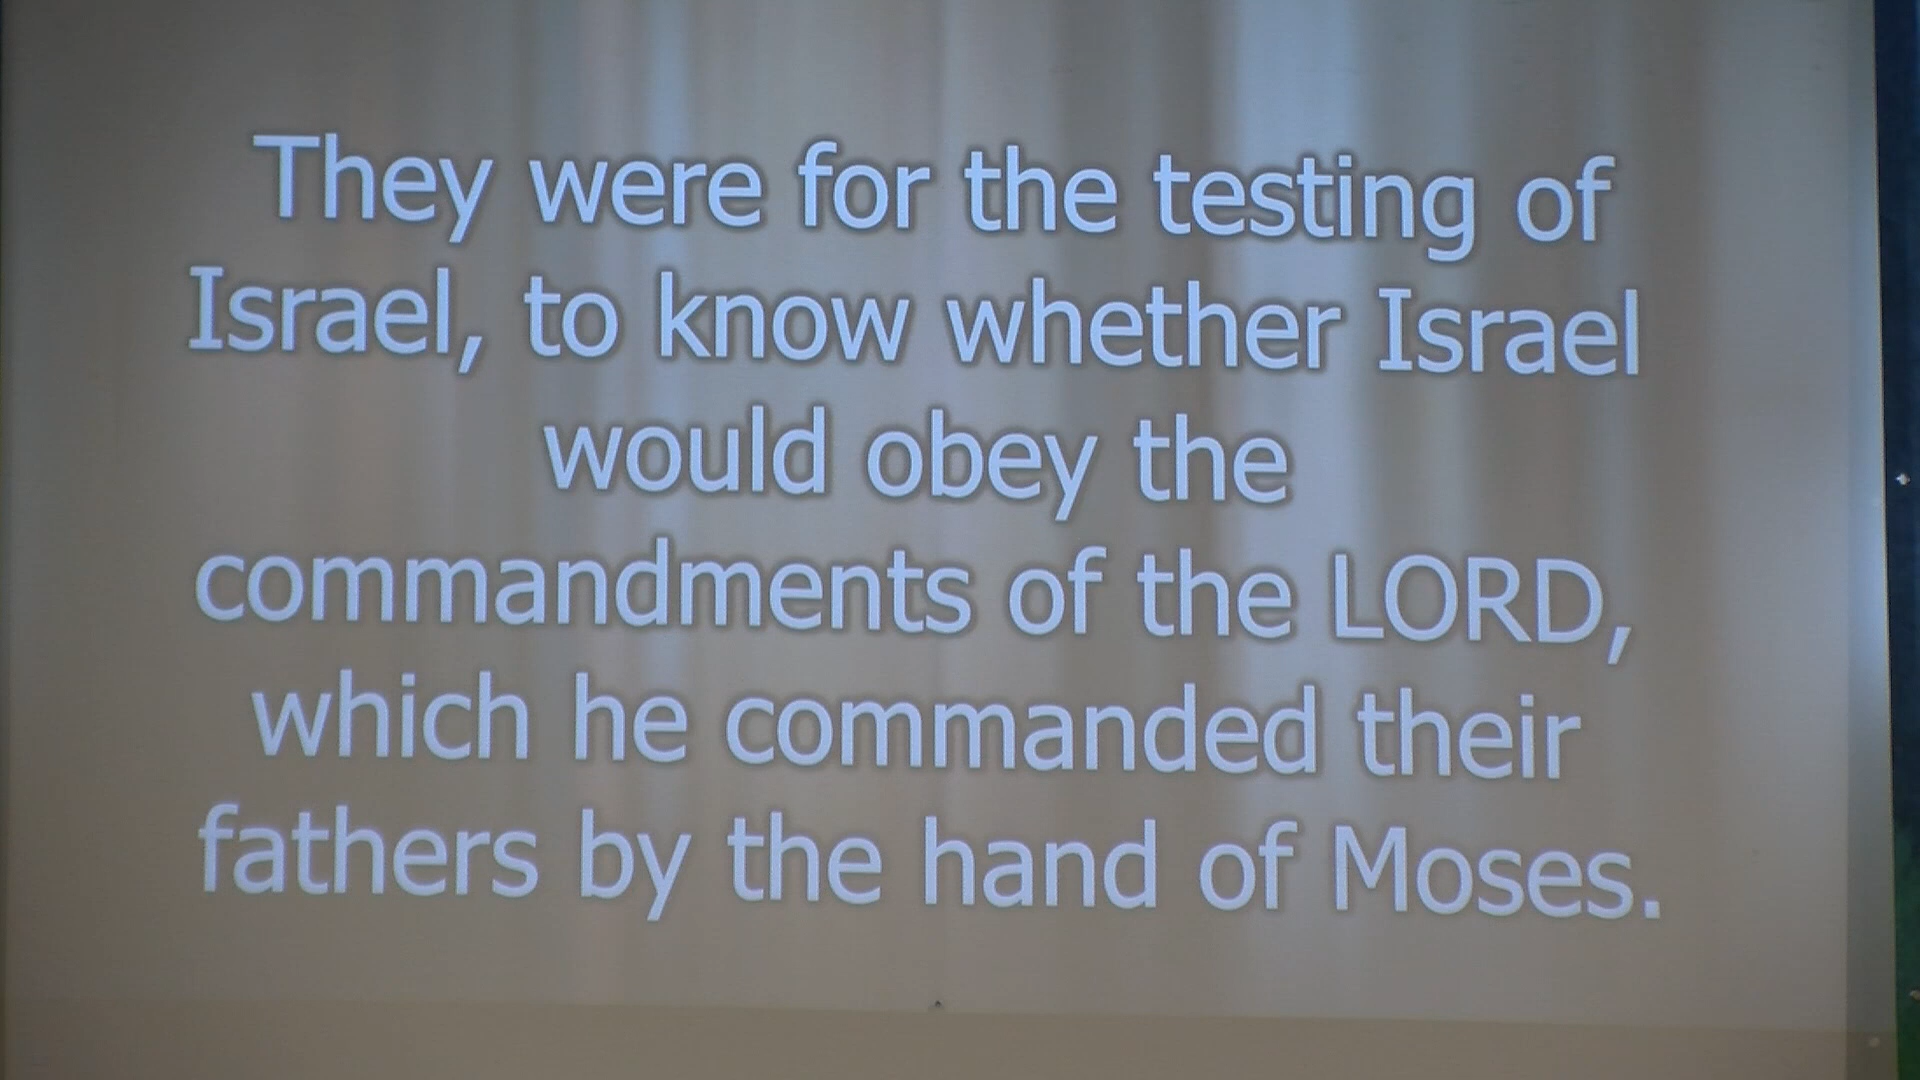 They were for the testing of
Israel, to know whether Israel
would obey the
commandments of the LORD,
which he commanded their
fathers by the hand of Moses.